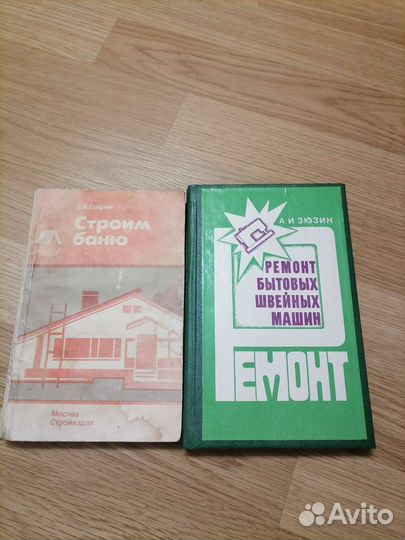 Строим
баню
Москва
Стройиздат
А И ЗЮЗИН
РЕМОНТ
БЫТОВЫХ
ШВЕЙНЫХ
МАШИН
РЕМОНТ
Avito